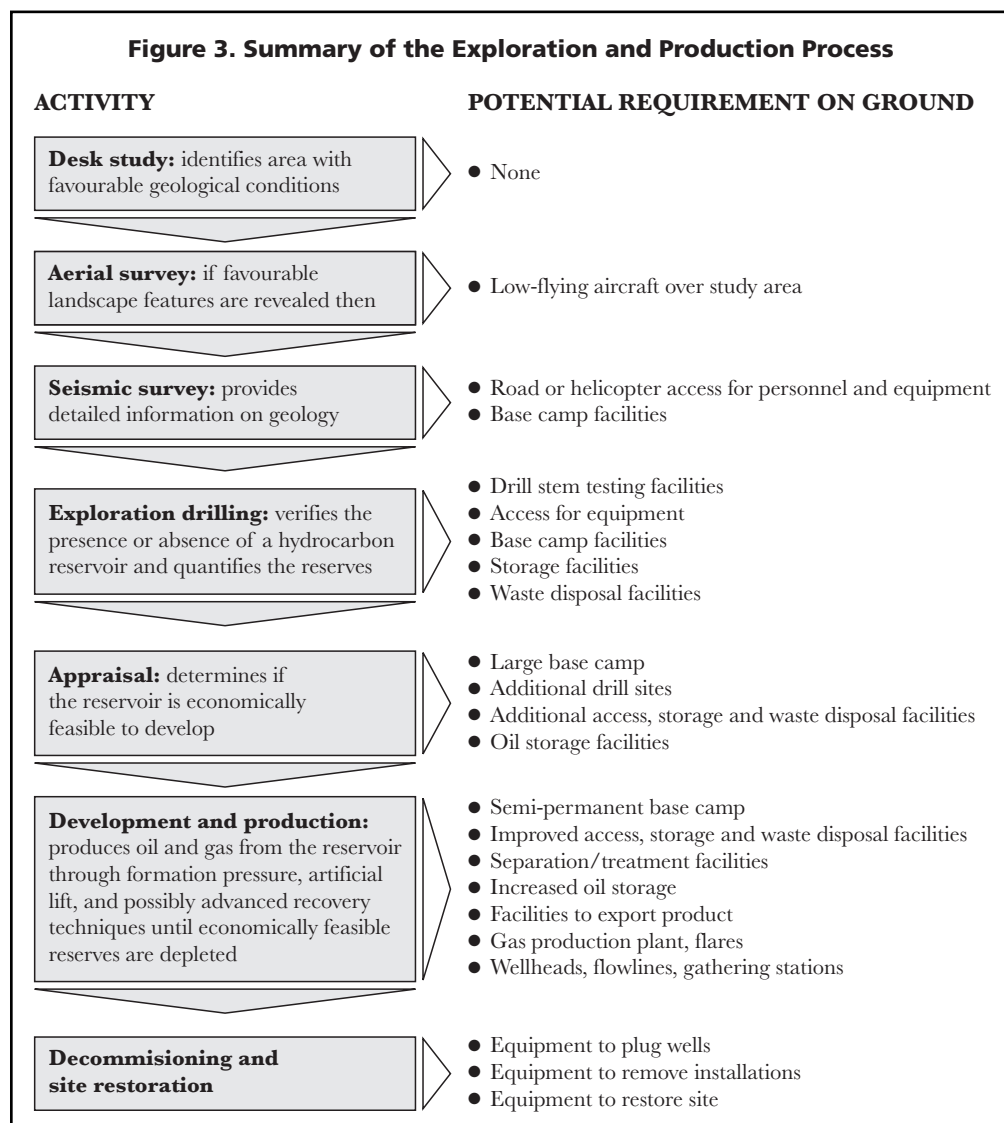 Figure 3. Summary of the Exploration and Production Process
ACTIVITY
POTENTIAL REQUIREMENT ON GROUND
Desk study: identifies area with
favourable geological conditions
● None
Aerial survey: if favourable
landscape features are revealed then
● Low-flying aircraft over study area
Seismic survey: provides
detailed information on geology
● Road or helicopter access for personnel and equipment
● Base camp facilities
Exploration drilling: verifies the
presence or absence of a hydrocarbon
reservoir and quantifies the reserves
● Drill stem testing facilities
● Access for equipment
● Base camp facilities
● Storage facilities
● Waste disposal facilities
Appraisal: determines if
the reservoir is economically
feasible to develop
● Large base camp
● Additional drill sites
● Additional access, storage and waste disposal facilities
● Oil storage facilities
Development and production:
produces oil and gas from the reservoir
through formation pressure, artificial
lift, and possibly advanced recovery
techniques until economically feasible
reserves are depleted
● Semi-permanent base camp
● Improved access, storage and waste disposal facilities
● Separation/treatment facilities
● Increased oil storage
● Facilities to export product
● Gas production plant, flares
● Wellheads, flowlines, gathering stations
Decommisioning and
site restoration
● Equipment to plug wells
● Equipment to remove installations
● Equipment to restore site